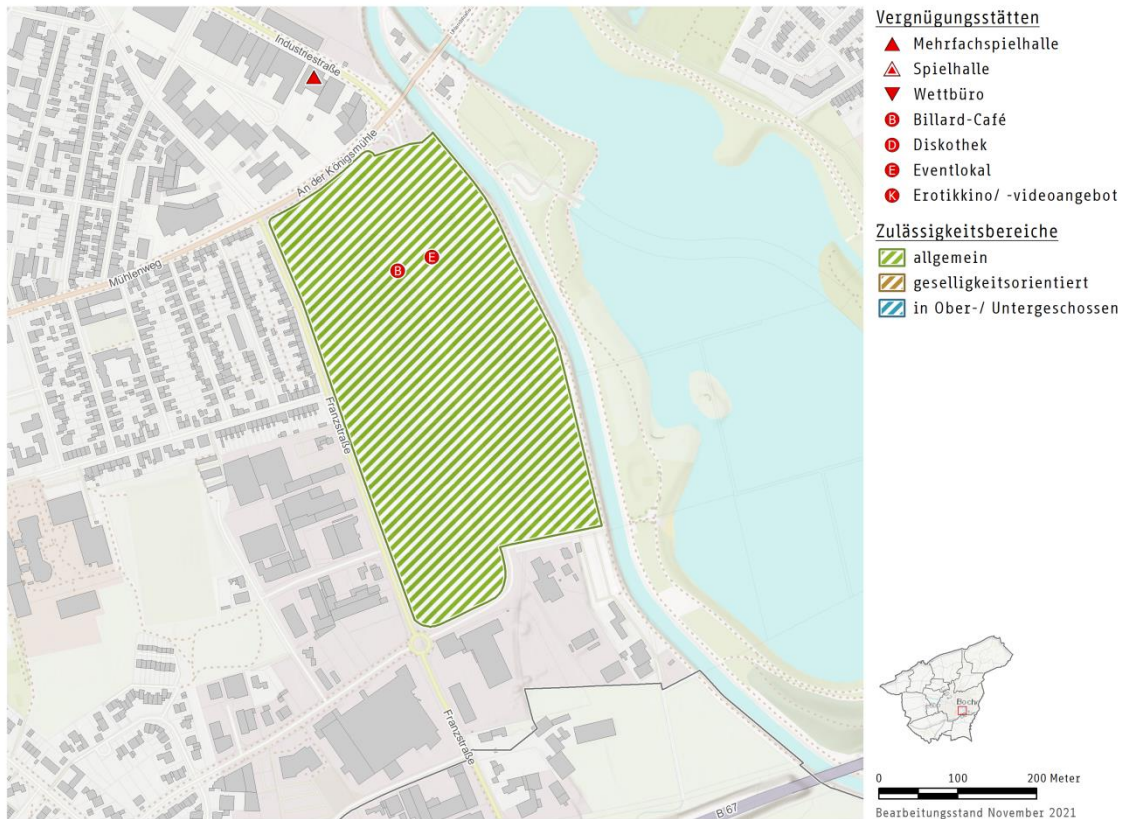 Vergnügungsstätten
Mehrfachspielhalle
Spielhalle
Wettbüro
B Billard-Café
D Diskothek
E Eventlokal
K Erotikkino/ -videoangebot
Zulässigkeitsbereiche
allgemein
geselligkeitsorientiert
in Ober-/ Untergeschossen
Industriestraße
An der Königsmühle
Mühlenweg
B
E
Franzstraße
Franzstraße
B 67
0 100 200 Meter
Bearbeitungsstand November 2021